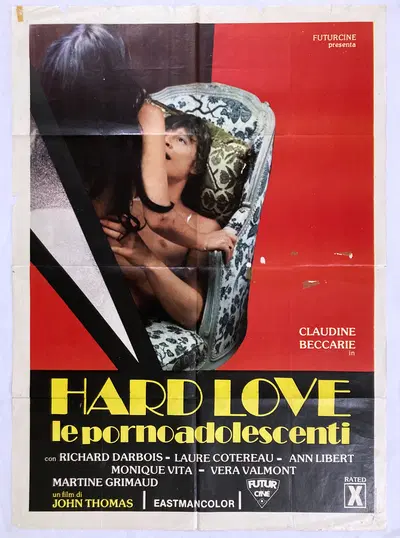 FUTURCINE
presenta
CLAUDINE
BECCARIE
in
HARD LOVE
le pornoadolescenti
con RICHARD DARBOIS - LAURE COTEREAU - ANN LIBERT
MONIQUE VITA - VERA VALMONT
MARTINE GRIMAUD
un film di
JOHN THOMAS
EASTMANCOLOR
FUTUR
CINE
RATED
X